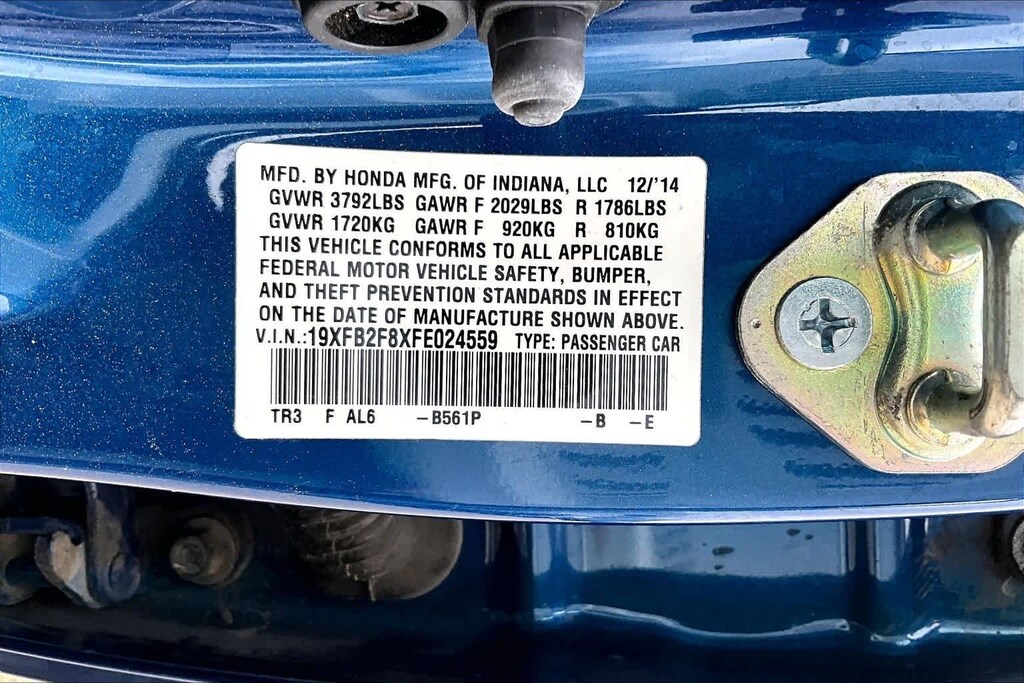 MFD. BY HONDA MFG. OF INDIANA, LLC 12/'14
GVWR 3792LBS GAWR F 2029LBS R 1786LBS
GVWR 1720KG GAWR F 920KG R 810KG
THIS VEHICLE CONFORMS TO ALL APPLICABLE
FEDERAL MOTOR VEHICLE SAFETY, BUMPER,
AND THEFT PREVENTION STANDARDS IN EFFECT
ON THE DATE OF MANUFACTURE SHOWN ABOVE.
V.I.N.:19XFB2F8XFE024559 TYPE: PASSENGER CAR
TR3 F AL6 -B561P -B -E